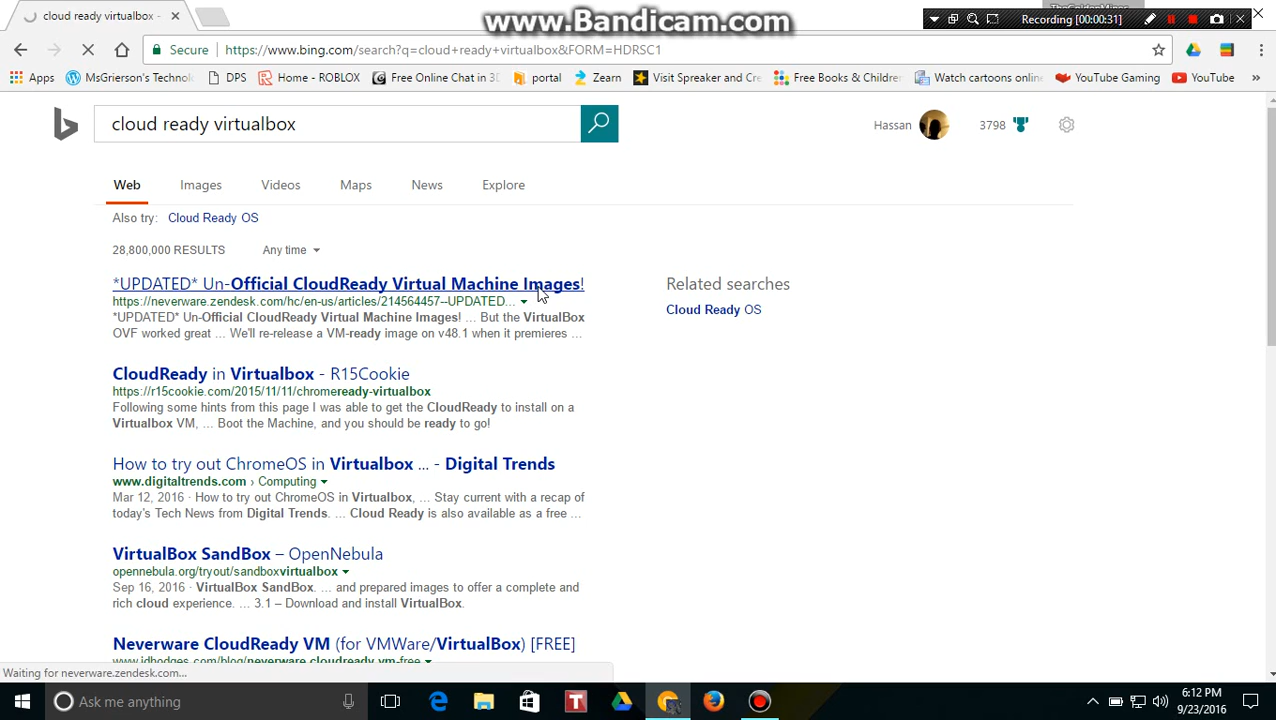 www.Bandicam.com
cloud ready virtualbox -
Recording [00:00:31]
Secure
https://www.bing.com/search?q=cloud+ready+virtualbox&FORM=HDRSC1
Apps
MsGrierson's Technol
DPS
Home - ROBLOX
Free Online Chat in 3D
portal
Zearn
Visit Spreaker and Cre
Free Books & Children
Watch cartoons onlin
YouTube Gaming
YouTube
cloud ready virtualbox
Hassan
3798
Web Images Videos Maps News Explore
Also try: Cloud Ready OS
28,800,000 RESULTS Any time
*UPDATED* Un-Official CloudReady Virtual Machine Images!
https://neverware.zendesk.com/hc/en-us/articles/214564457--UPDATED...
*UPDATED* Un-Official CloudReady Virtual Machine Images! ... But the VirtualBox
OVF worked great ... We'll re-release a VM-ready image on v48.1 when it premieres ...
Related searches
Cloud Ready OS
CloudReady in Virtualbox - R15Cookie
https://r15cookie.com/2015/11/11/chromeready-virtualbox
Following some hints from this page I was able to get the CloudReady to install on a
Virtualbox VM, ... Boot the Machine, and you should be ready to go!
How to try out ChromeOS in Virtualbox ... - Digital Trends
www.digitaltrends.com › Computing
Mar 12, 2016 · How to try out ChromeOS in Virtualbox, ... Stay current with a recap of
today's Tech News from Digital Trends. ... Cloud Ready is also available as a free ...
VirtualBox SandBox – OpenNebula
opennebula.org/tryout/sandboxvirtualbox
Sep 16, 2016 · VirtualBox SandBox. ... and prepared images to offer a complete and
rich cloud experience. ... 3.1 – Download and install VirtualBox.
Neverware CloudReady VM (for VMWare/VirtualBox) [FREE]
www.jdhodges.com/blog/neverware-cloudready-vm-free
Waiting for neverware.zendesk.com...
Ask me anything
6:12 PM
9/23/2016